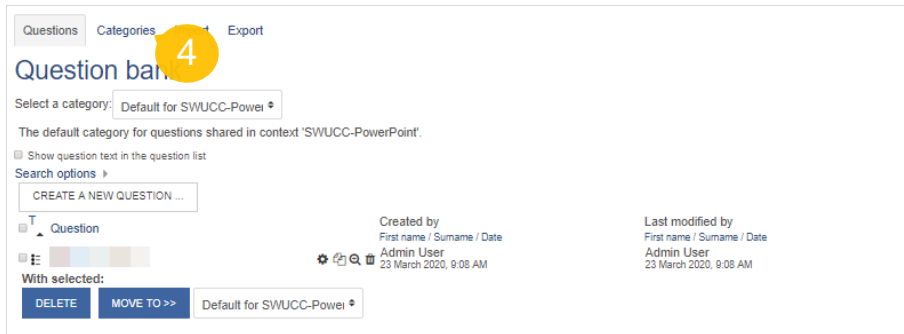 Questions Categories Export
4
Question bank
Select a category: Default for SWUCC-Power
The default category for questions shared in context 'SWUCC-PowerPoint'.
Show question text in the question list
Search options
CREATE A NEW QUESTION ...
T Question Created by Last modified by
First name / Surname / Date First name / Surname / Date
Admin User Admin User
23 March 2020, 9:08 AM 23 March 2020, 9:08 AM
With selected:
DELETE MOVE TO >> Default for SWUCC-Power